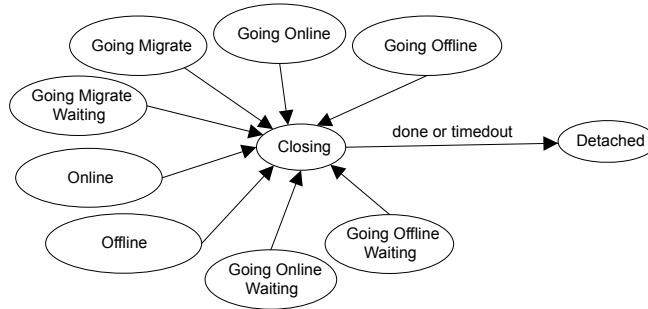 Going Online
Going Migrate
Going Offline
Going Migrate
Waiting
done or timedout
Closing
Detached
Online
Offline
Going Offline
Waiting
Going Online
Waiting